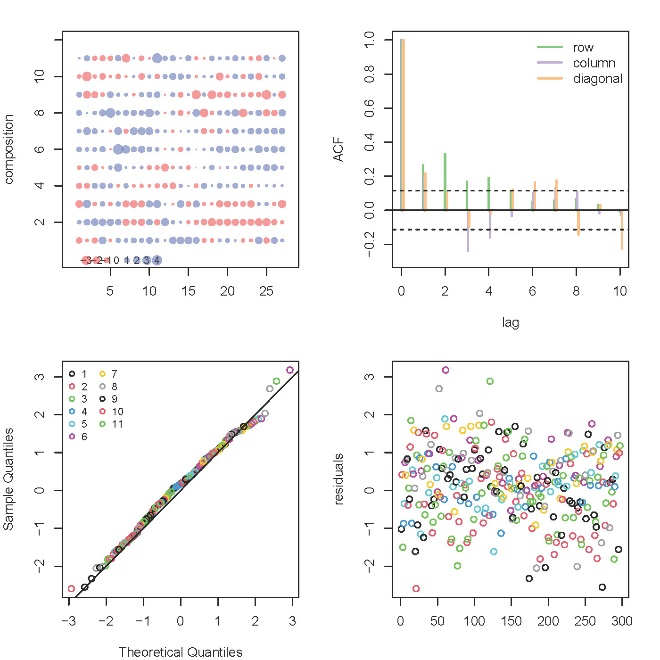 composition
2 4 6 8 10
-3 -2 -1 0 1 2 3 4
5 10 15 20 25
ACF
-0.2 0.0 0.2 0.4 0.6 0.8 1.0
row
column
diagonal
0 2 4 6 8 10
lag
Sample Quantiles
-2 -1 0 1 2 3
1 7
2 8
3 9
4 10
5 11
6
-3 -2 -1 0 1 2 3
Theoretical Quantiles
residuals
-2 -1 0 1 2 3
0 50 100 150 200 250 300